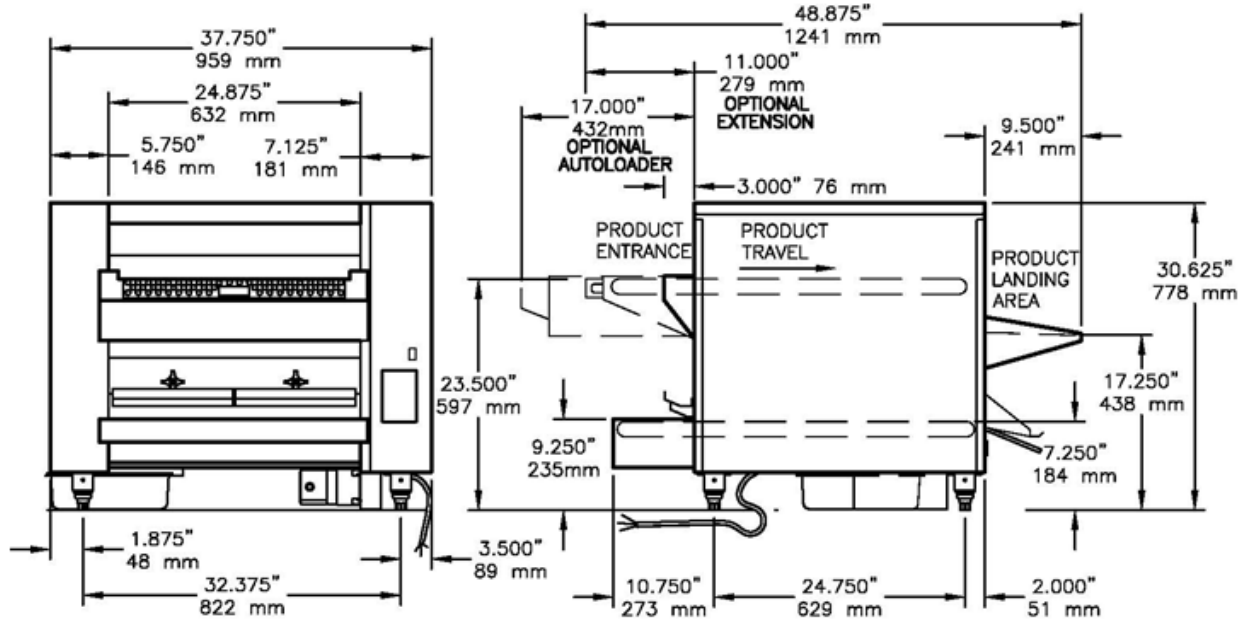 37.750"
959 mm
24.875"
632 mm
5.750"
146 mm
7.125"
181 mm
1.875"
48 mm
3.500"
89 mm
32.375"
822 mm
48.875"
1241 mm
11.000"
279 mm
OPTIONAL
EXTENSION
17.000"
432mm
OPTIONAL
AUTOLOADER
9.500"
241 mm
3.000" 76 mm
PRODUCT
ENTRANCE
PRODUCT
TRAVEL
PRODUCT
LANDING
AREA
30.625"
778 mm
23.500"
597 mm
17.250"
438 mm
9.250"
235mm
7.250"
184 mm
10.750"
273 mm
24.750"
629 mm
2.000"
51 mm